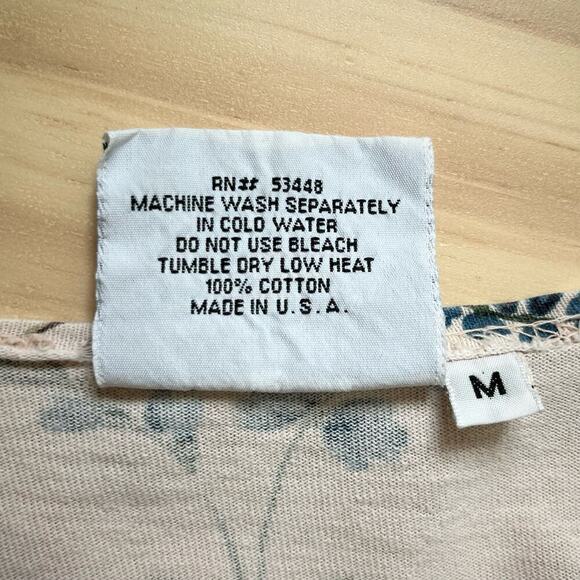 RN# 53448
MACHINE WASH SEPARATELY
IN COLD WATER
DO NOT USE BLEACH
TUMBLE DRY LOW HEAT
100% COTTON
MADE IN U.S.A.
M